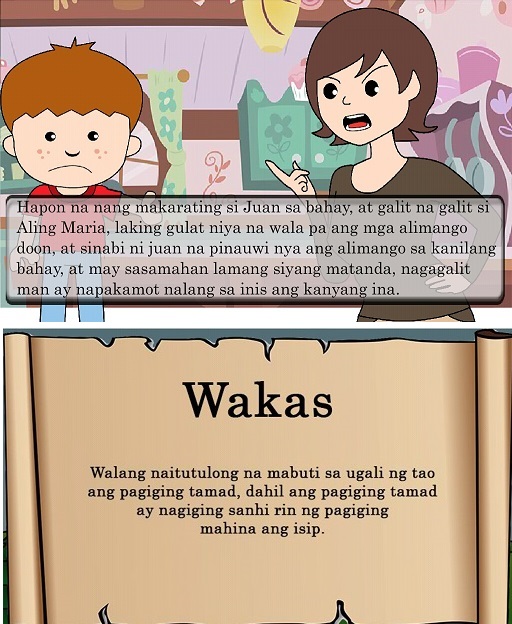 Hapon na nang makarating si Juan sa bahay, at galit na galit si
Aling Maria, laking gulat niya na wala pa ang mga alimango
doon, at sinabi ni juan na pinauwi nya ang alimango sa kanilang
bahay, at may sasamahan lamang siyang matanda, nagagalit
man ay napakamot nalang sa inis ang kanyang ina.
Wakas
Walang naitutulong na mabuti sa ugali ng tao
ang pagiging tamad, dahil ang pagiging tamad
ay nagiging sanhi rin ng pagiging
mahina ang isip.